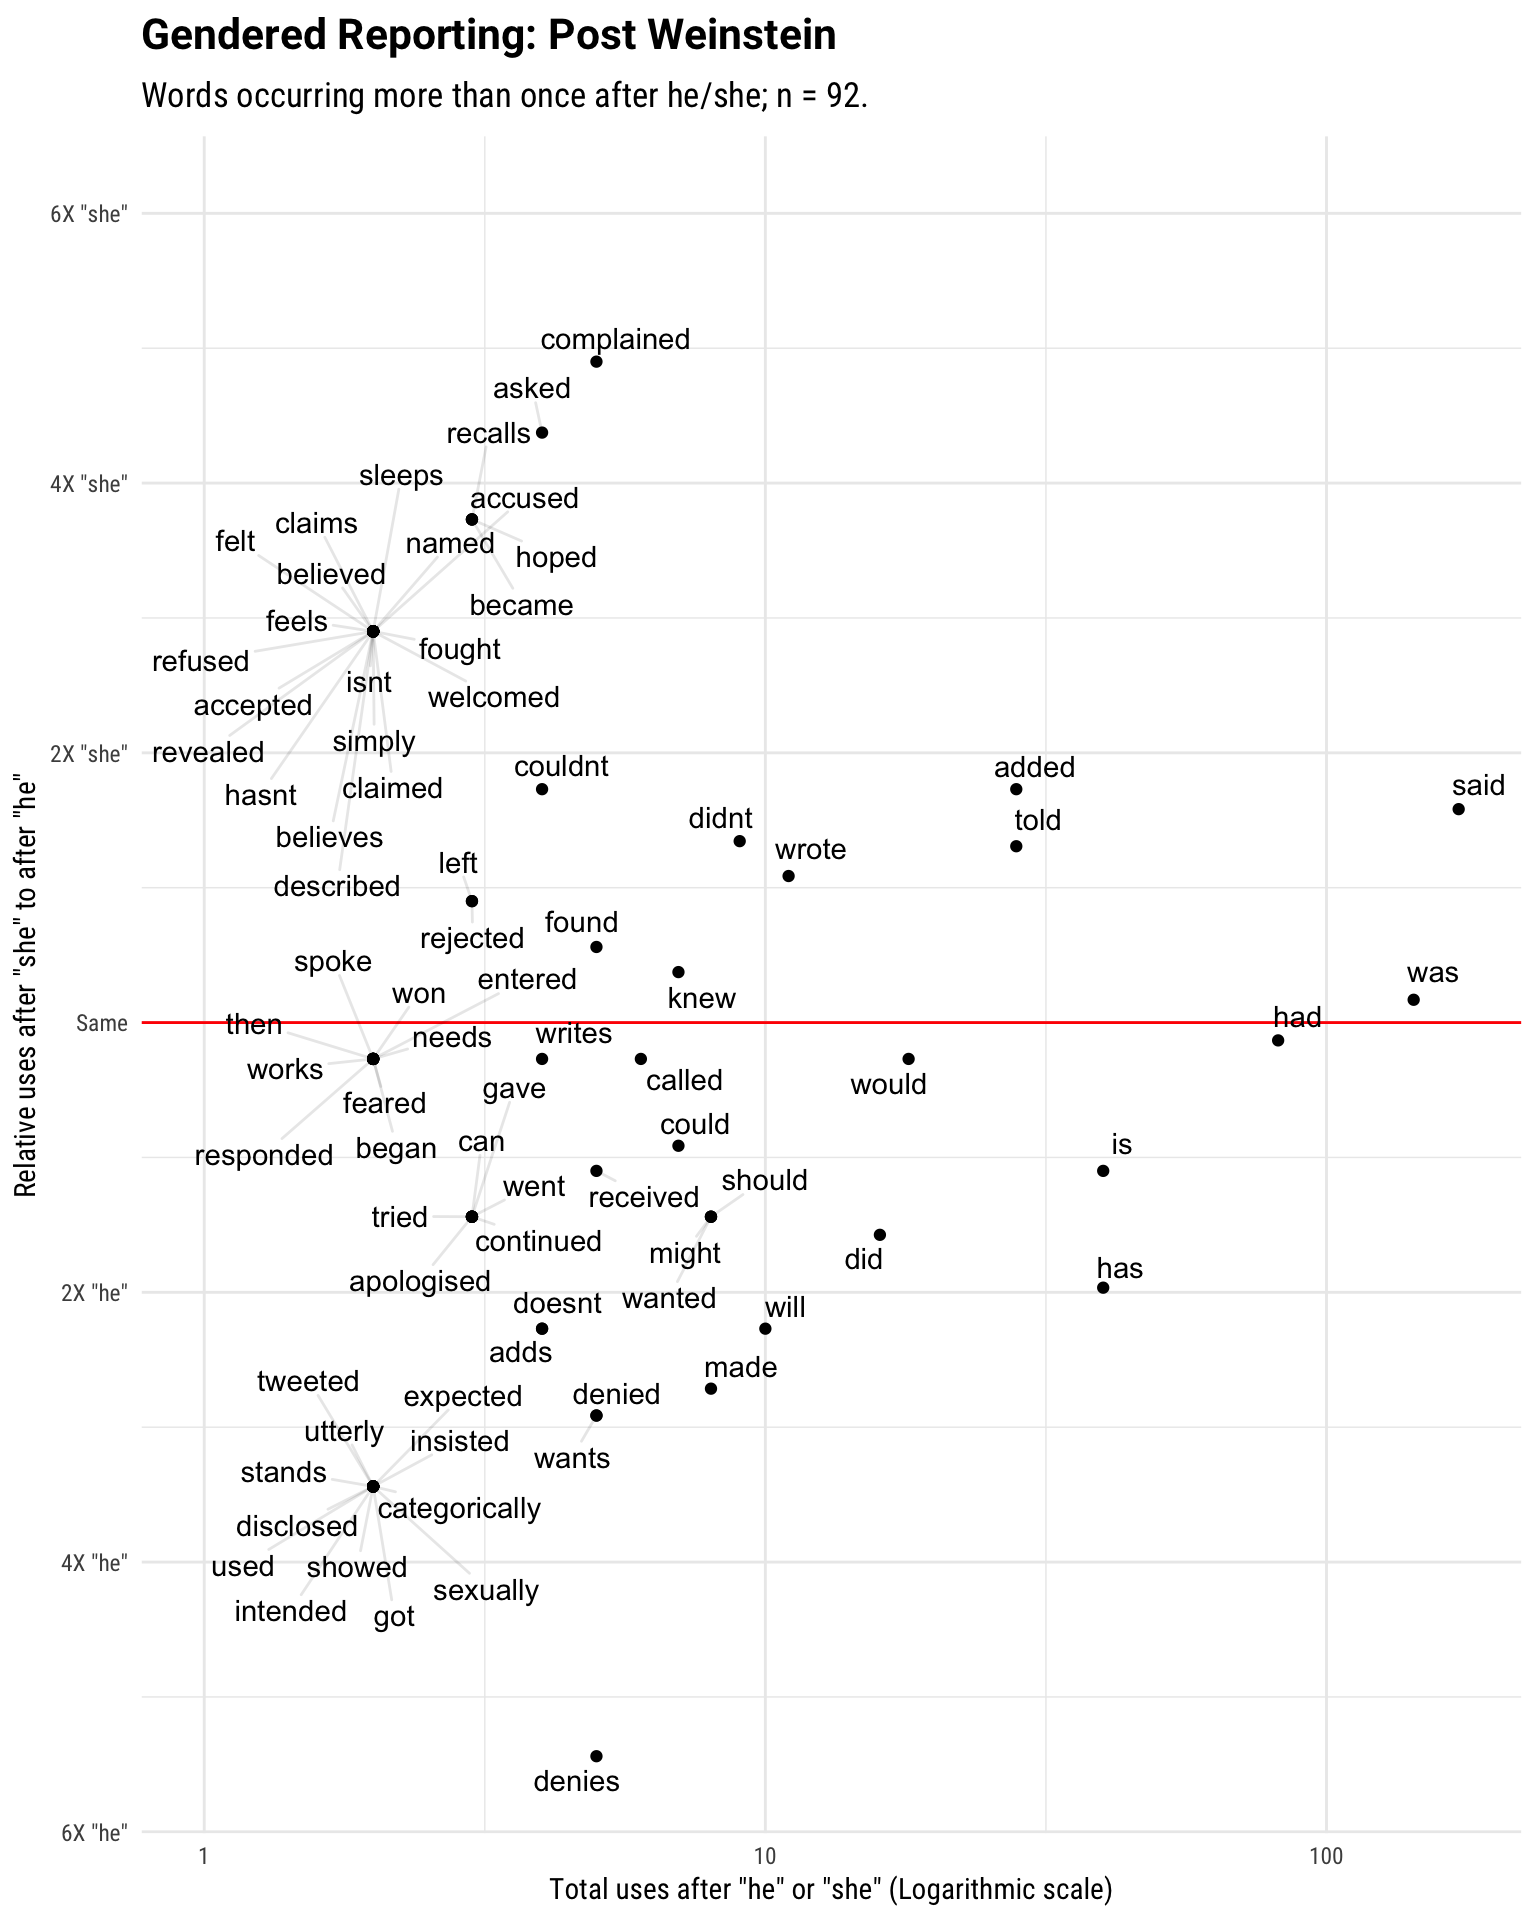 Gendered Reporting: Post Weinstein
Words occurring more than once after he/she; n = 92.
Relative uses after "she" to after "he"
6X "she"
complained
asked
recalls
sleeps
4X "she"
accused
claims
felt
named
hoped
believed
became
feels
fought
refused
isnt
welcomed
accepted
simply
revealed
2X "she"
couldnt
added
said
claimed
hasnt
didnt
told
believes
wrote
left
described
found
rejected
spoke
entered
was
won
knew
Same
then
had
writes
needs
works
called
would
gave
feared
could
can
is
began
responded
should
went
received
tried
continued
might
did
has
apologised
2X "he"
wanted
doesnt
will
adds
made
tweeted
expected
denied
utterly
insisted
wants
stands
categorically
disclosed
4X "he"
used
showed
sexually
intended
got
denies
6X "he"
1
10
100
Total uses after "he" or "she" (Logarithmic scale)